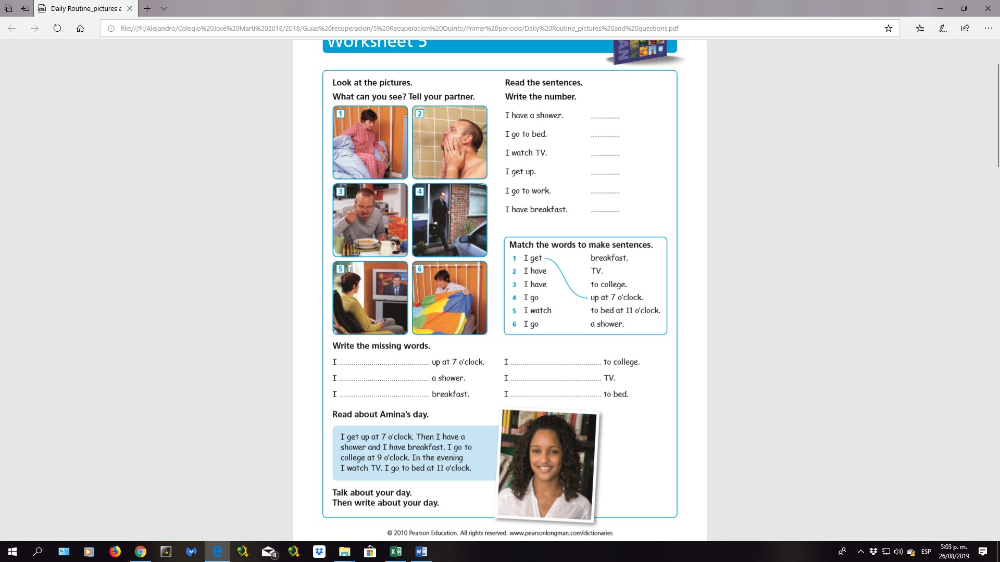 Daily Routine_pictures a
file:///F:/Alejandro/Colegio%20José%20Marti%202018/2018/Guias%20recuperacion/5%20Recuperacion%20Quinto/Primer%20periodo/Daily%20Routine_pictures%20and%20questions.pdf
Worksheet 5
Look at the pictures.
What can you see? Tell your partner.
1
2
3
4
5
6
Read the sentences.
Write the number.
I have a shower. .................
I go to bed. .................
I watch TV. .................
I get up. .................
I go to work. .................
I have breakfast. .................
Match the words to make sentences.
1 I get breakfast.
2 I have TV.
3 I have to college.
4 I go up at 7 o'clock.
5 I watch to bed at 11 o'clock.
6 I go a shower.
Write the missing words.
I ............................................. up at 7 o'clock. I ............................................. to college.
I ............................................. a shower. I ............................................. TV.
I ............................................. breakfast. I ............................................. to bed.
Read about Amina's day.
I get up at 7 o'clock. Then I have a
shower and I have breakfast. I go to
college at 9 o'clock. In the evening
I watch TV. I go to bed at 11 o'clock.
Talk about your day.
Then write about your day.
© 2010 Pearson Education. All rights reserved. www.pearsonlongman.com/dictionaries
4
ESP
5:03 p. m.
26/08/2019